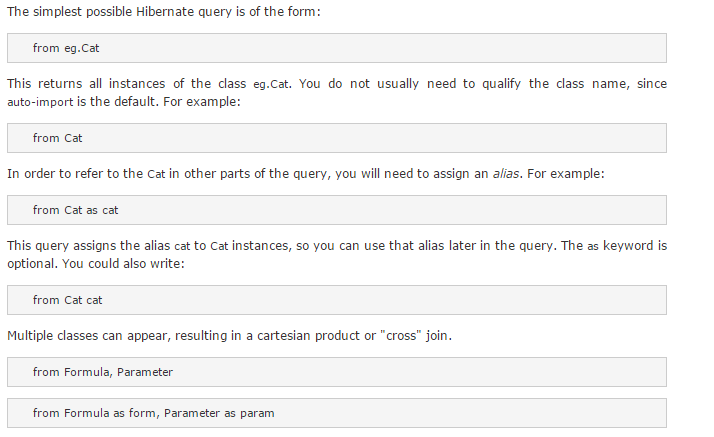 The simplest possible Hibernate query is of the form:
from eg.Cat
This returns all instances of the class eg.Cat. You do not usually need to qualify the class name, since
auto-import is the default. For example:
from Cat
In order to refer to the Cat in other parts of the query, you will need to assign an alias. For example:
from Cat as cat
This query assigns the alias cat to Cat instances, so you can use that alias later in the query. The as keyword is
optional. You could also write:
from Cat cat
Multiple classes can appear, resulting in a cartesian product or "cross" join.
from Formula, Parameter
from Formula as form, Parameter as param